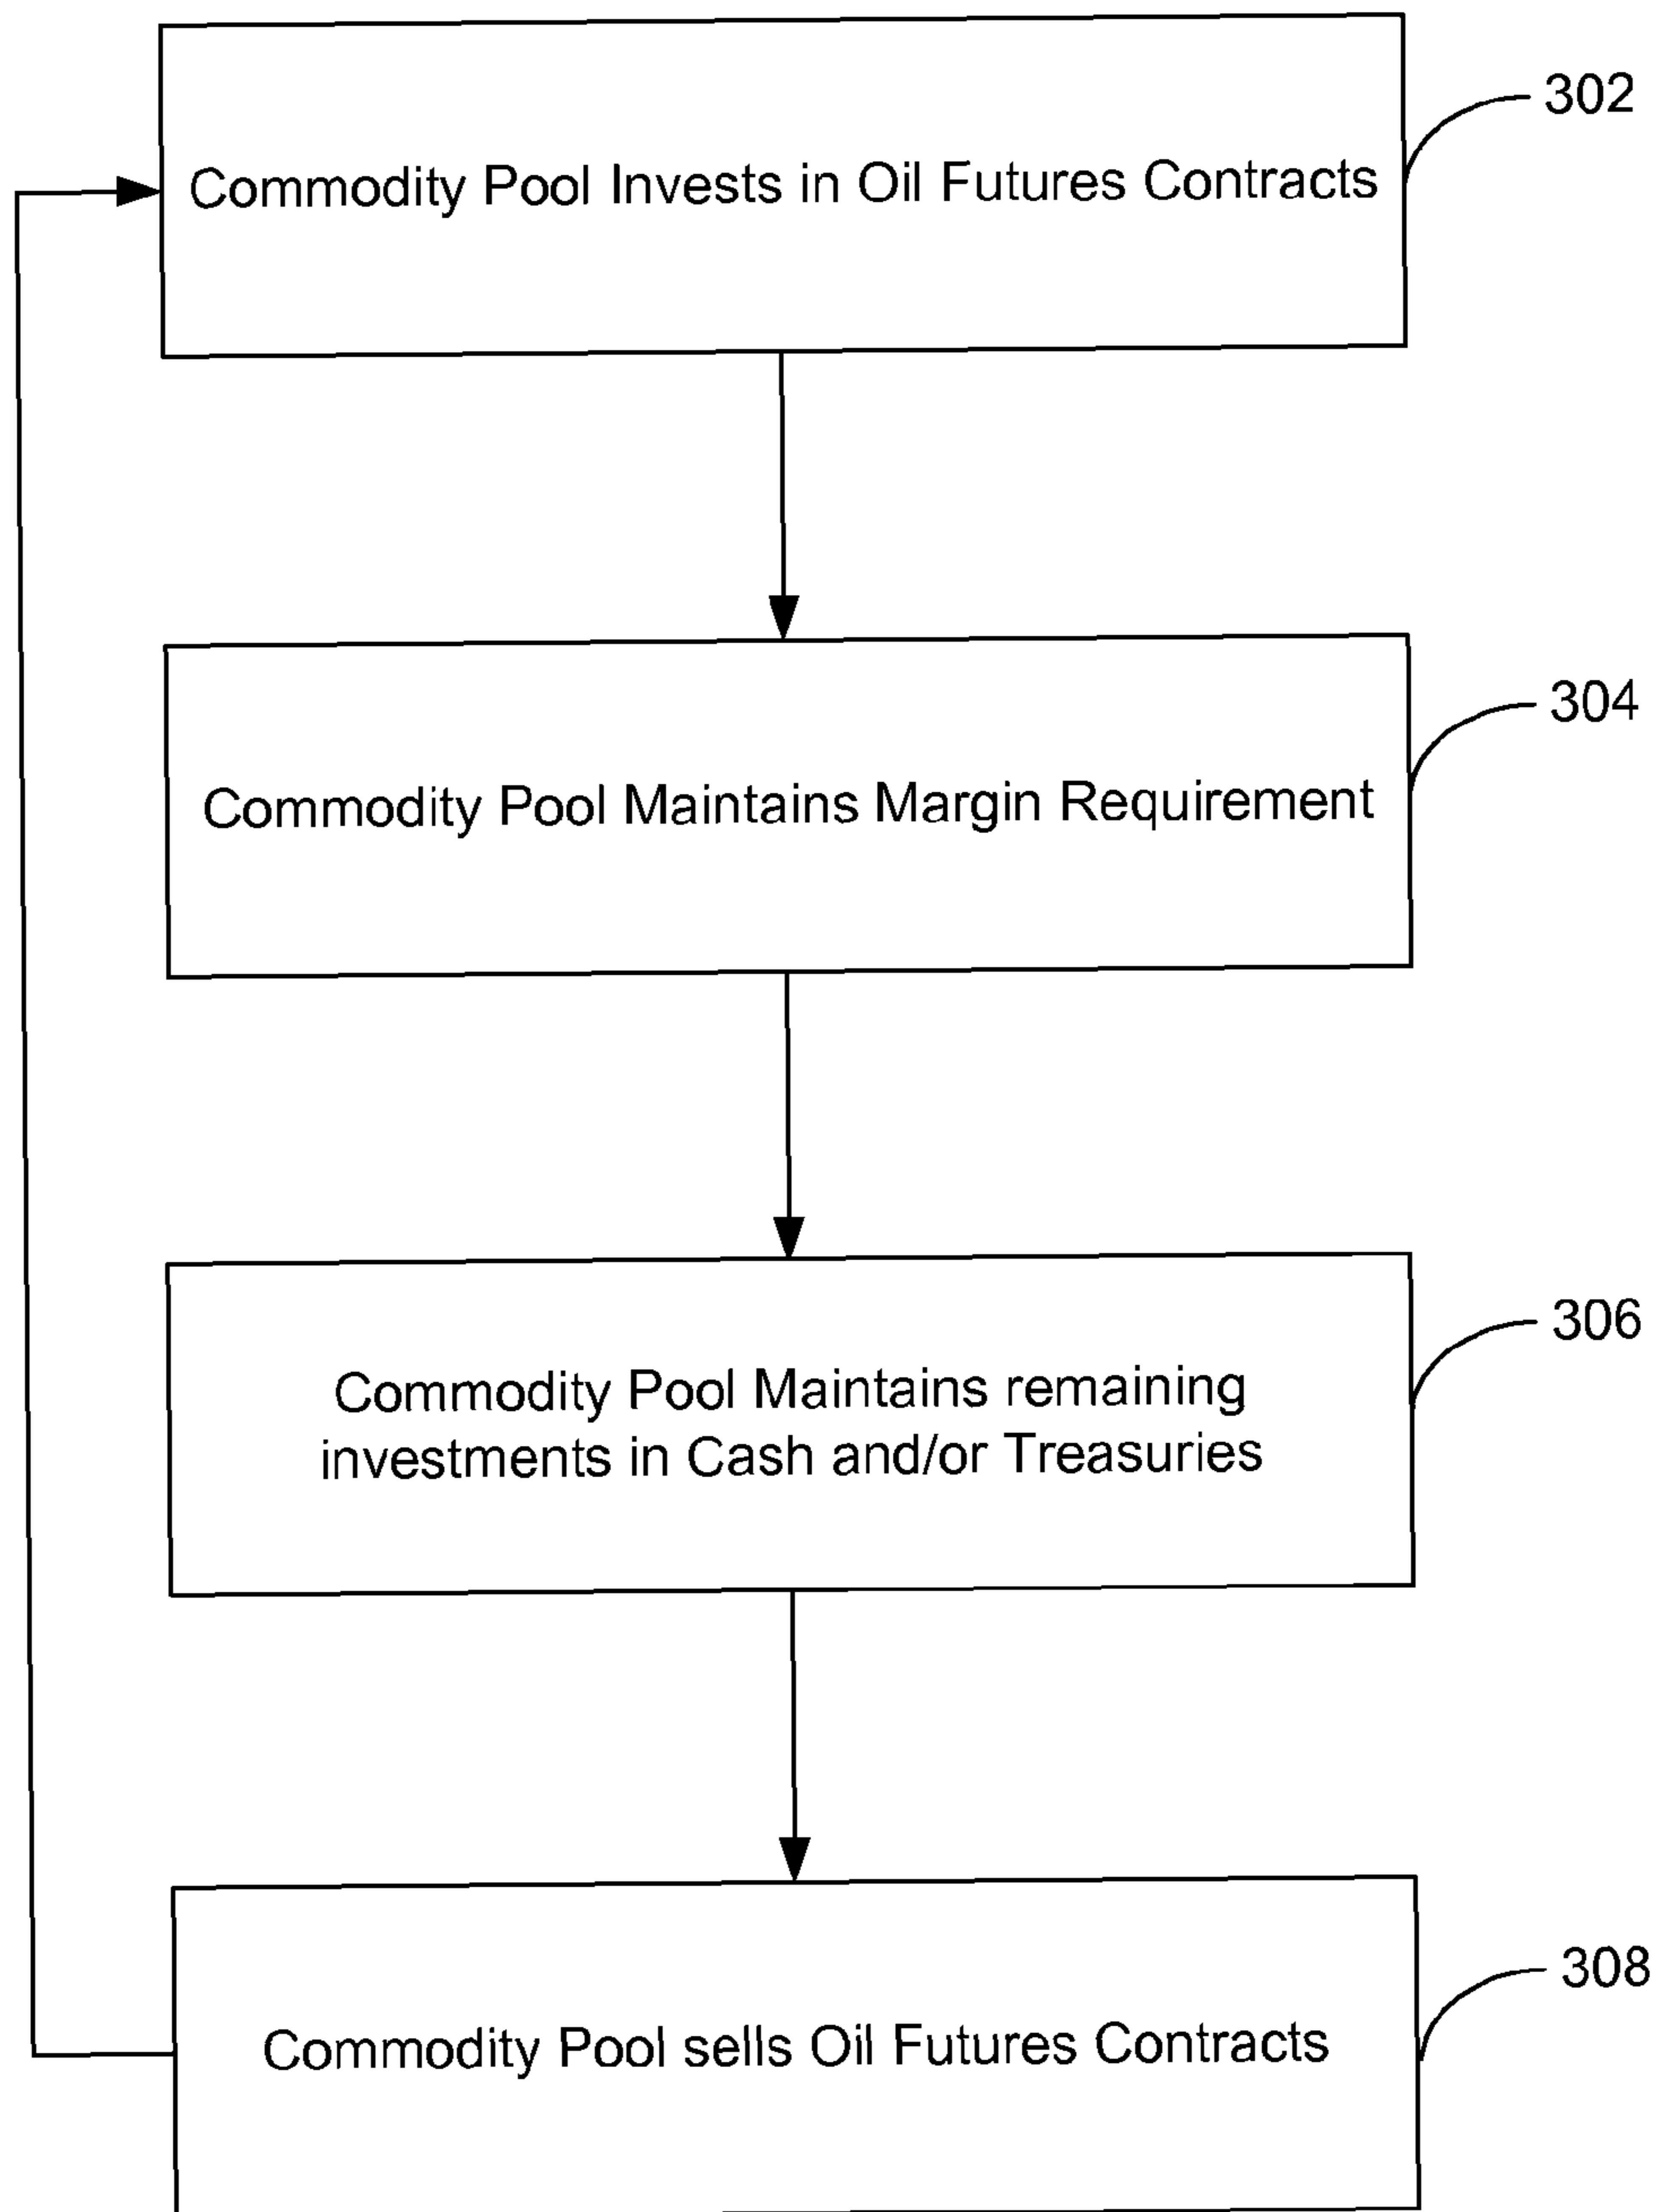 302
Commodity Pool Invests in Oil Futures Contracts
304
Commodity Pool Maintains Margin Requirement
306
Commodity Pool Maintains remaining
investments in Cash and/or Treasuries
308
Commodity Pool sells Oil Futures Contracts